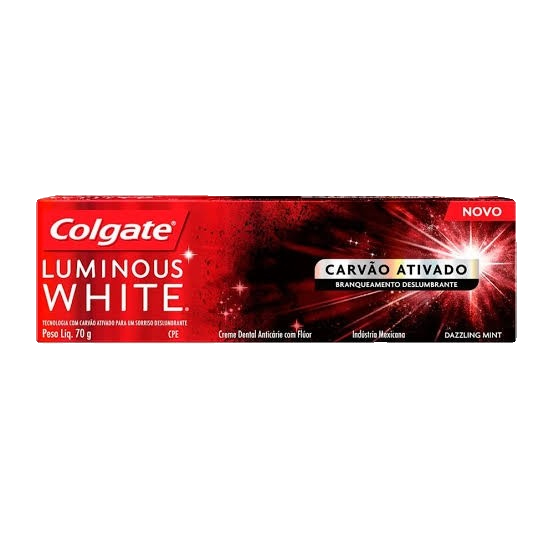 NOVO
Colgate®
LUMINOUS
WHITE®
CARVÃO ATIVADO
BRANQUEAMENTO DESLUMBRANTE
TECNOLOGIA COM CARVÃO ATIVADO PARA UM SORRISO DESLUMBRANTE
Peso Líq. 70 g CPE Creme Dental Anticárie com Flúor Indústria Mexicana DAZZLING MINT